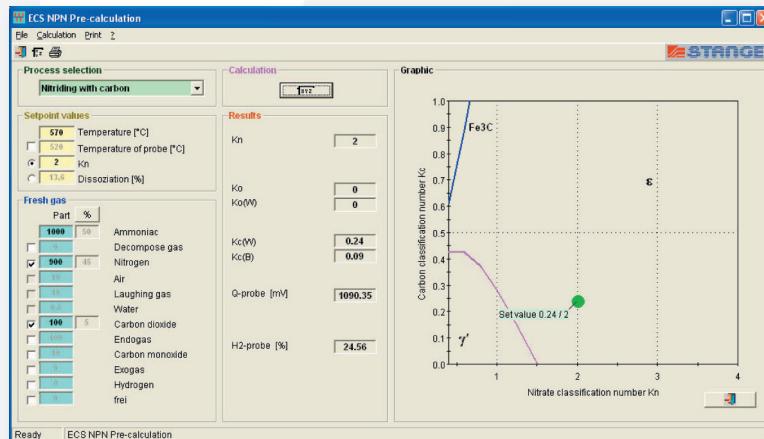 ECS NPN Pre-calculation
File Calculation Print ?
STANGE
Process selection
Nitriding with carbon
Setpoint values
570 Temperature [°C]
520 Temperature of probe [°C]
2 Kn
13,6 Dissoziation [%]
Fresh gas
Part %
1000 50 Ammoniac
Decompose gas
900 45 Nitrogen
Air
Laughing gas
Water
100 5 Carbon dioxide
Endogas
Carbon monoxide
Exogas
Hydrogen
frei
Calculation
Results
Kn 2
Ko 0
Ko(W) 0
Kc(W) 0.24
Kc(B) 0.09
Q-probe [mV] 1090.35
H2-probe [%] 24.56
Graphic
Carbon classification number Kc
1.0
0.9
0.8
0.7
0.6
0.5
0.4
0.3
0.2
0.1
0.0
Fe3C
ε
Set value 0.24 / 2
γ'
1 2 3 4
Nitrate classification number Kn
Ready ECS NPN Pre-calculation